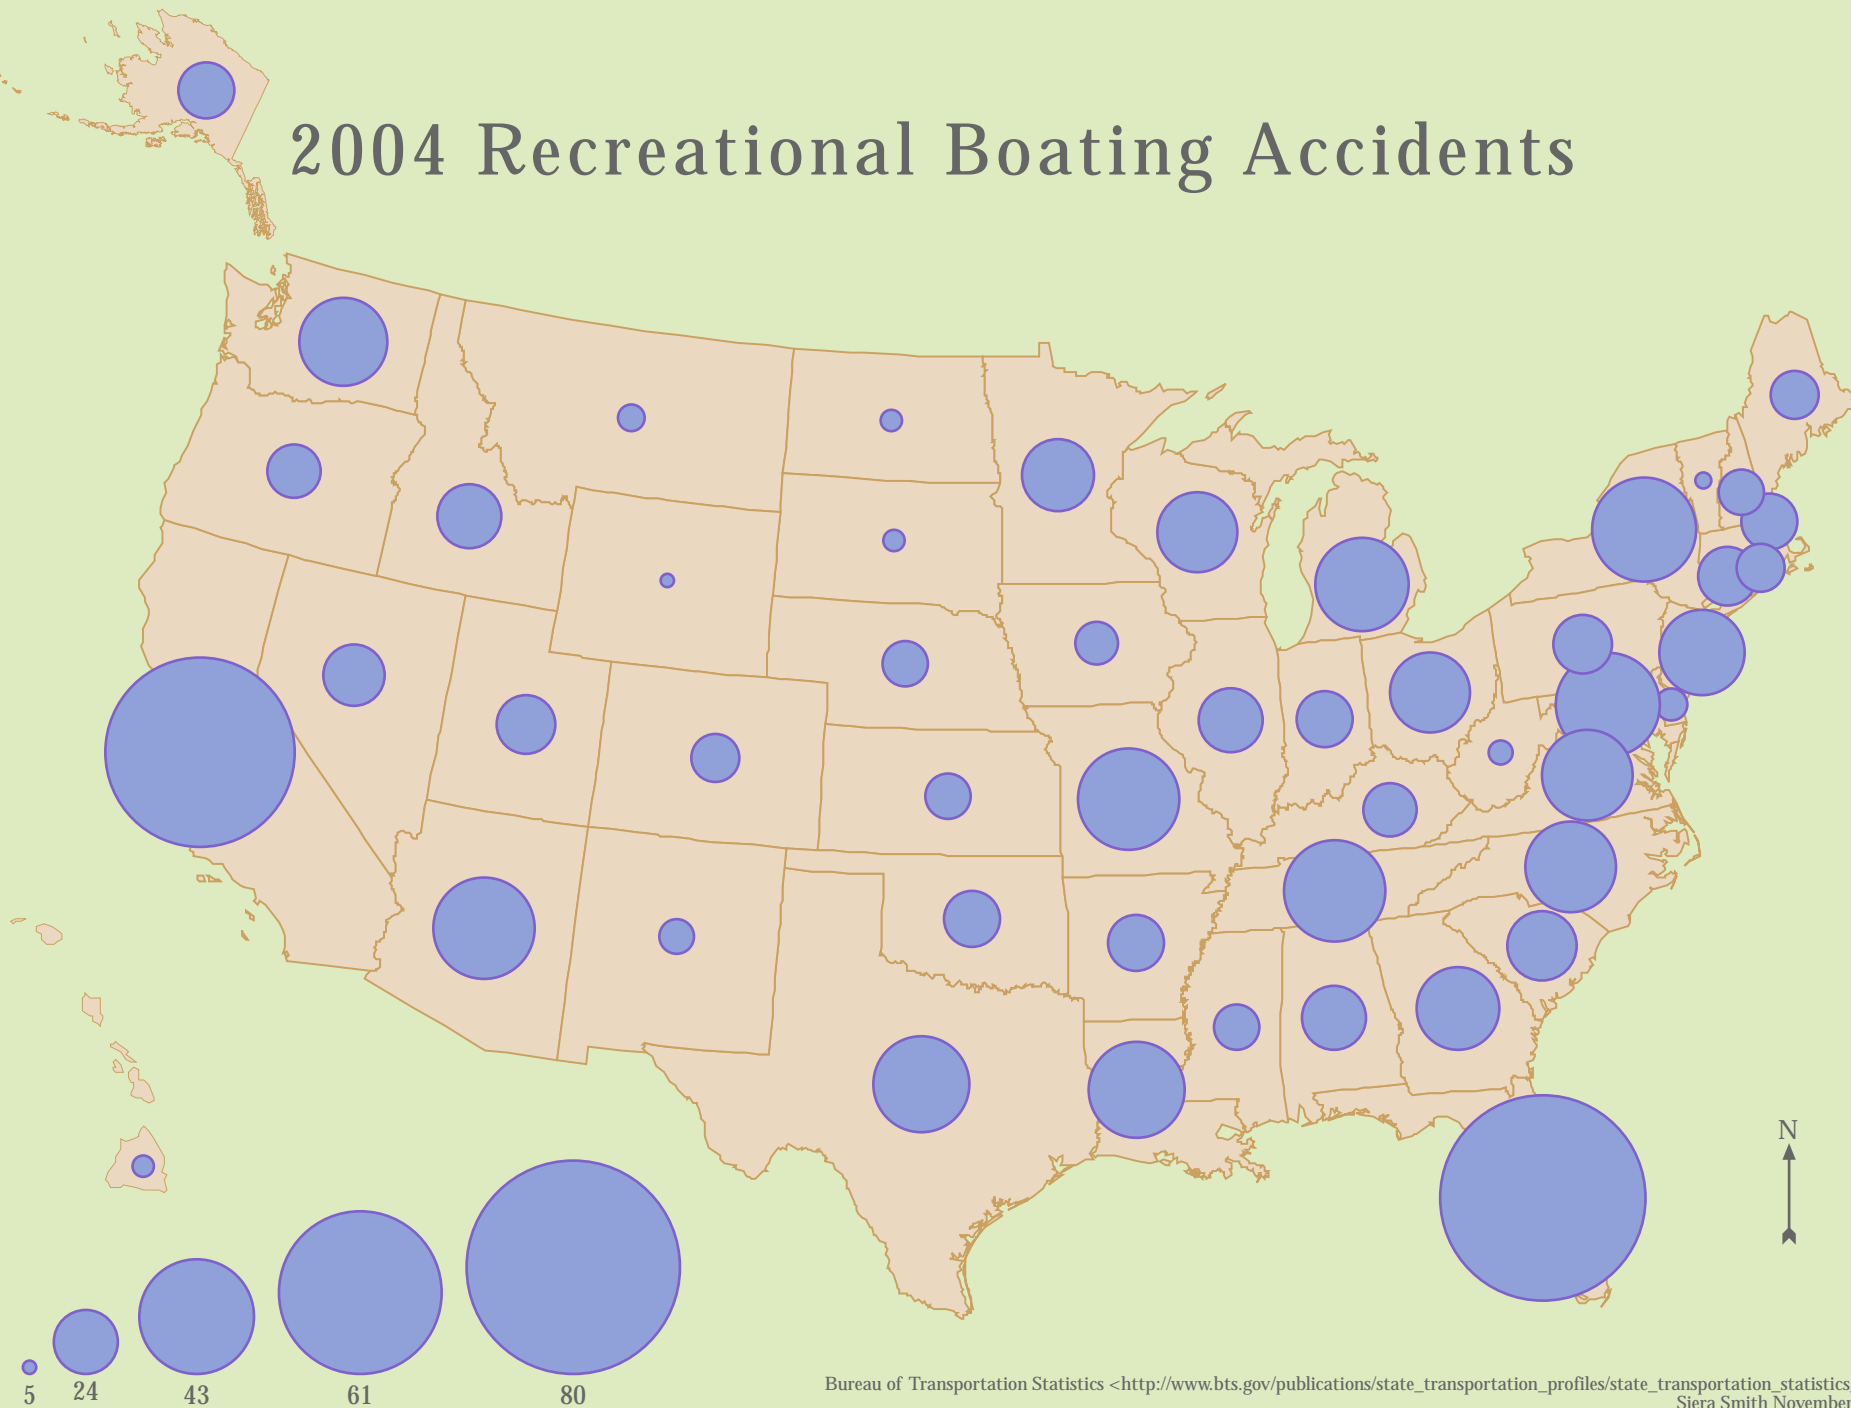 2004 Recreational Boating Accidents
N
5 24 43 61 80
Bureau of Transportation Statistics <http://www.bts.gov/publications/state_transportation_profiles/state_transportation_statistics
Siera Smith November